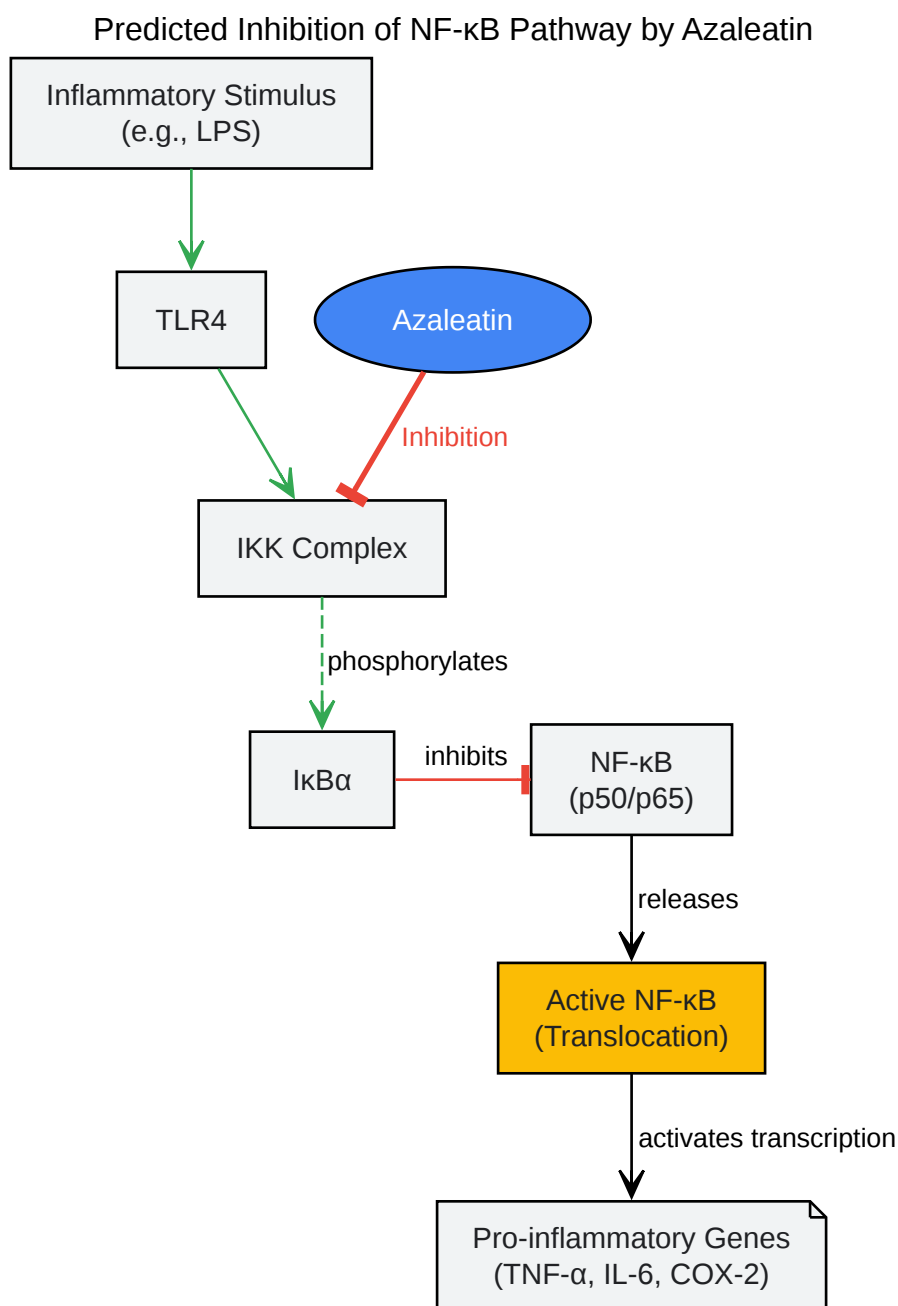 Predicted Inhibition of NF-κB Pathway by Azaleatin
Inflammatory Stimulus
(e.g., LPS)
TLR4
Azaleatin
Inhibition
IKK Complex
phosphorylates
IκBα
inhibits
NF-κB
(p50/p65)
releases
Active NF-κB
(Translocation)
activates transcription
Pro-inflammatory Genes
(TNF-α, IL-6, COX-2)